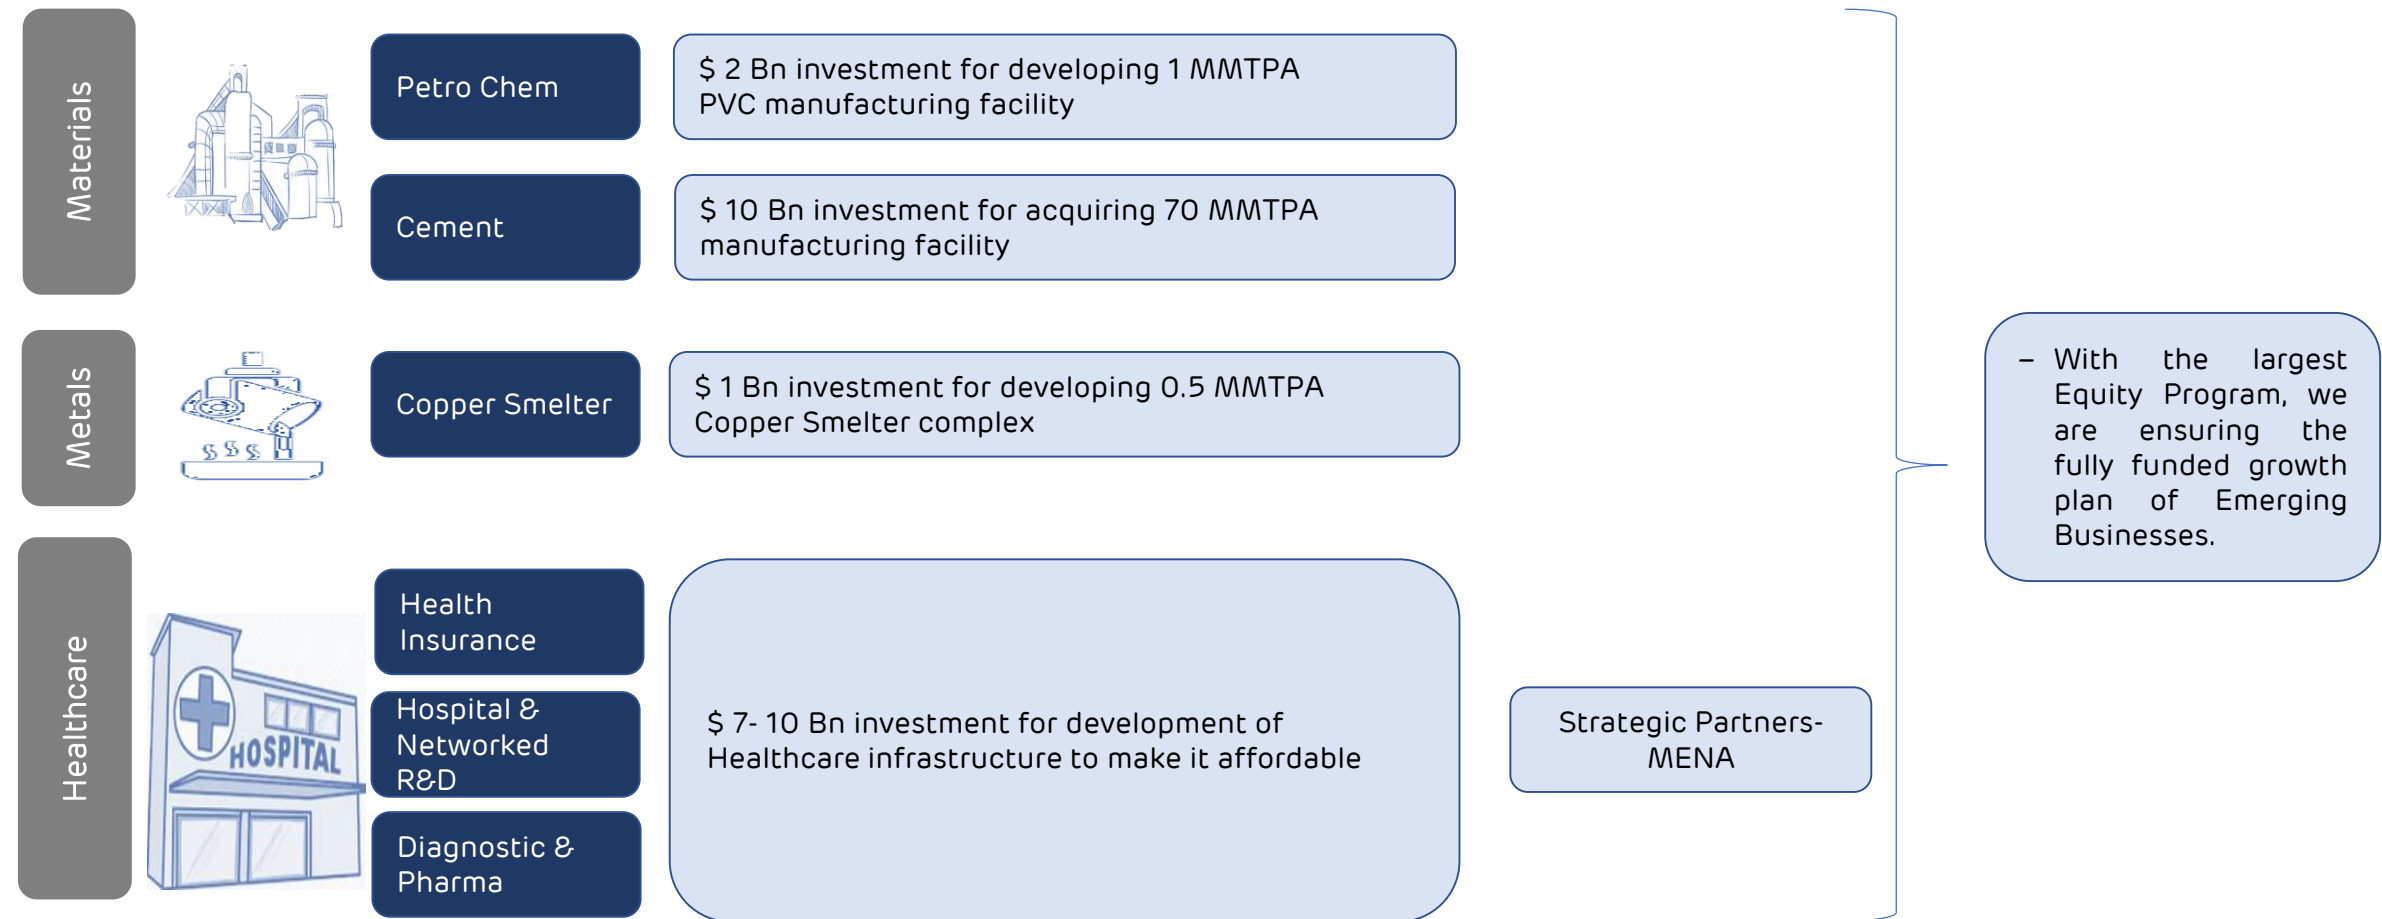 Materials
Petro Chem
$ 2 Bn investment for developing 1 MMTPA
PVC manufacturing facility
Cement
$ 10 Bn investment for acquiring 70 MMTPA
manufacturing facility
Metals
Copper Smelter
$ 1 Bn investment for developing 0.5 MMTPA
Copper Smelter complex
Healthcare
HOSPITAL
Health
Insurance
Hospital &
Networked
R&D
Diagnostic &
Pharma
$ 7- 10 Bn investment for development of
Healthcare infrastructure to make it affordable
Strategic Partners-
MENA
– With the largest
Equity Program, we
are ensuring the
fully funded growth
plan of Emerging
Businesses.